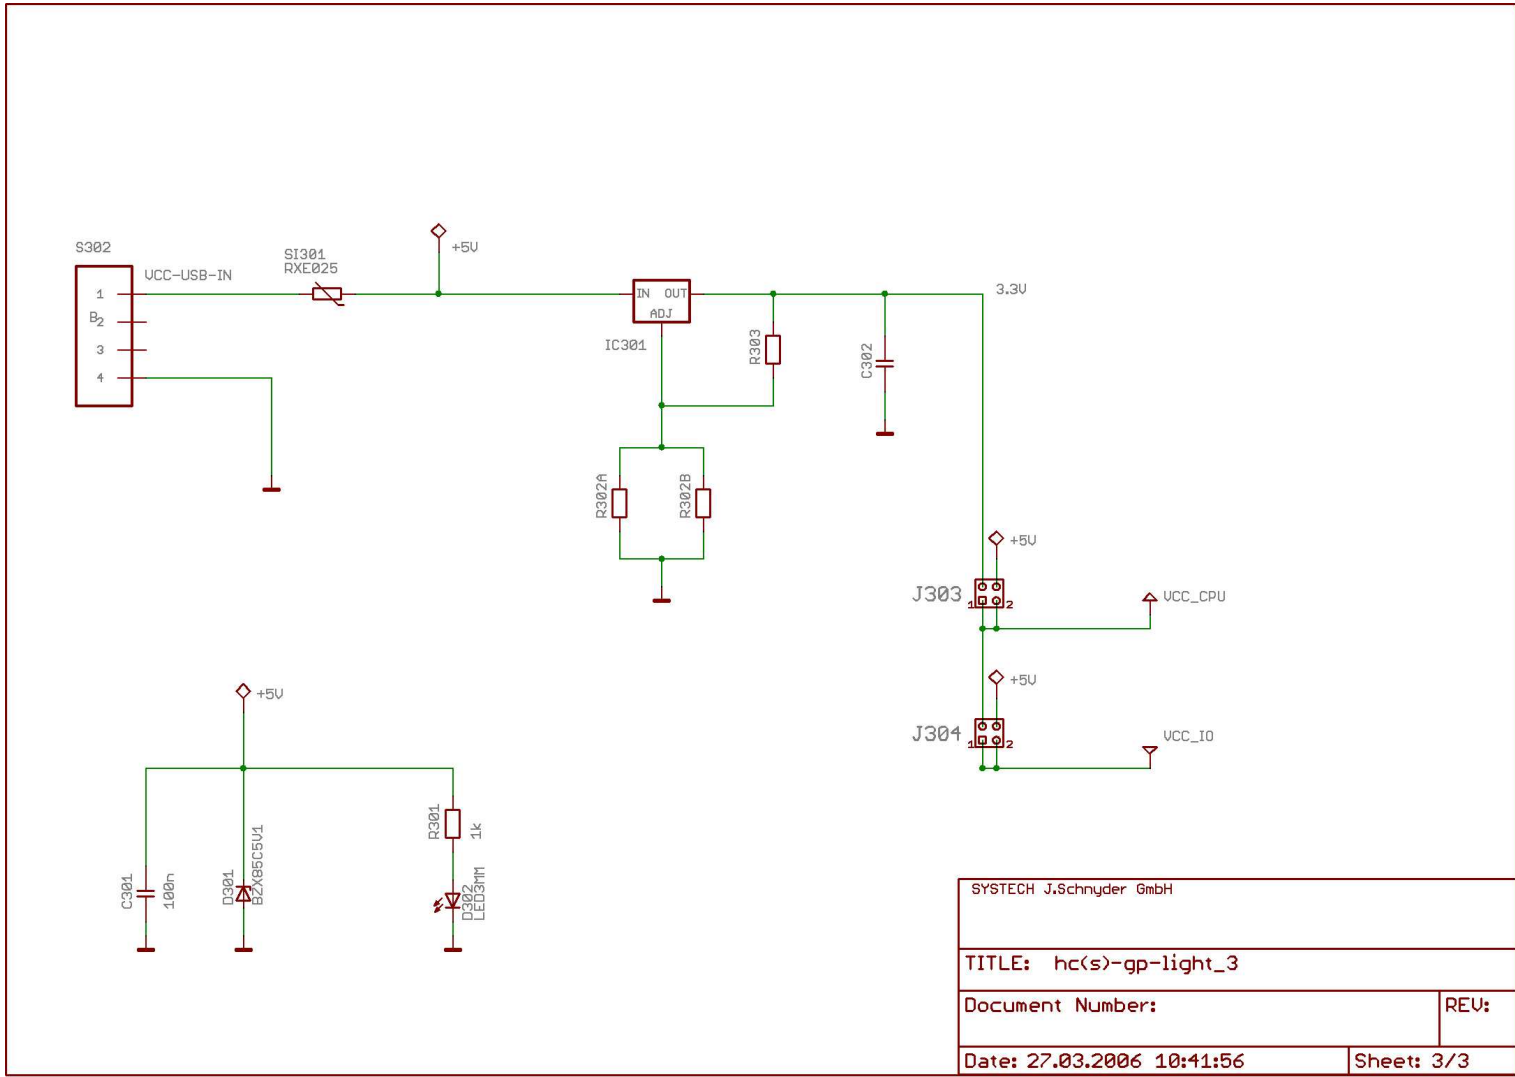 S302
VCC-USB-IN
1
B
2
3
4
SI301
RXE025
+5V
IN OUT
ADJ
IC301
R303
C302
3.3V
R302A
R302B
+5V
J303
1 2
VCC_CPU
+5V
J304
1 2
VCC_IO
+5V
C301
100n
D301
BZX85C5V1
R301
1k
D302
LED3MM
SYSTECH J.Schnyder GmbH
TITLE: hc(s)-gp-light_3
Document Number:
REV:
Date: 27.03.2006 10:41:56
Sheet: 3/3